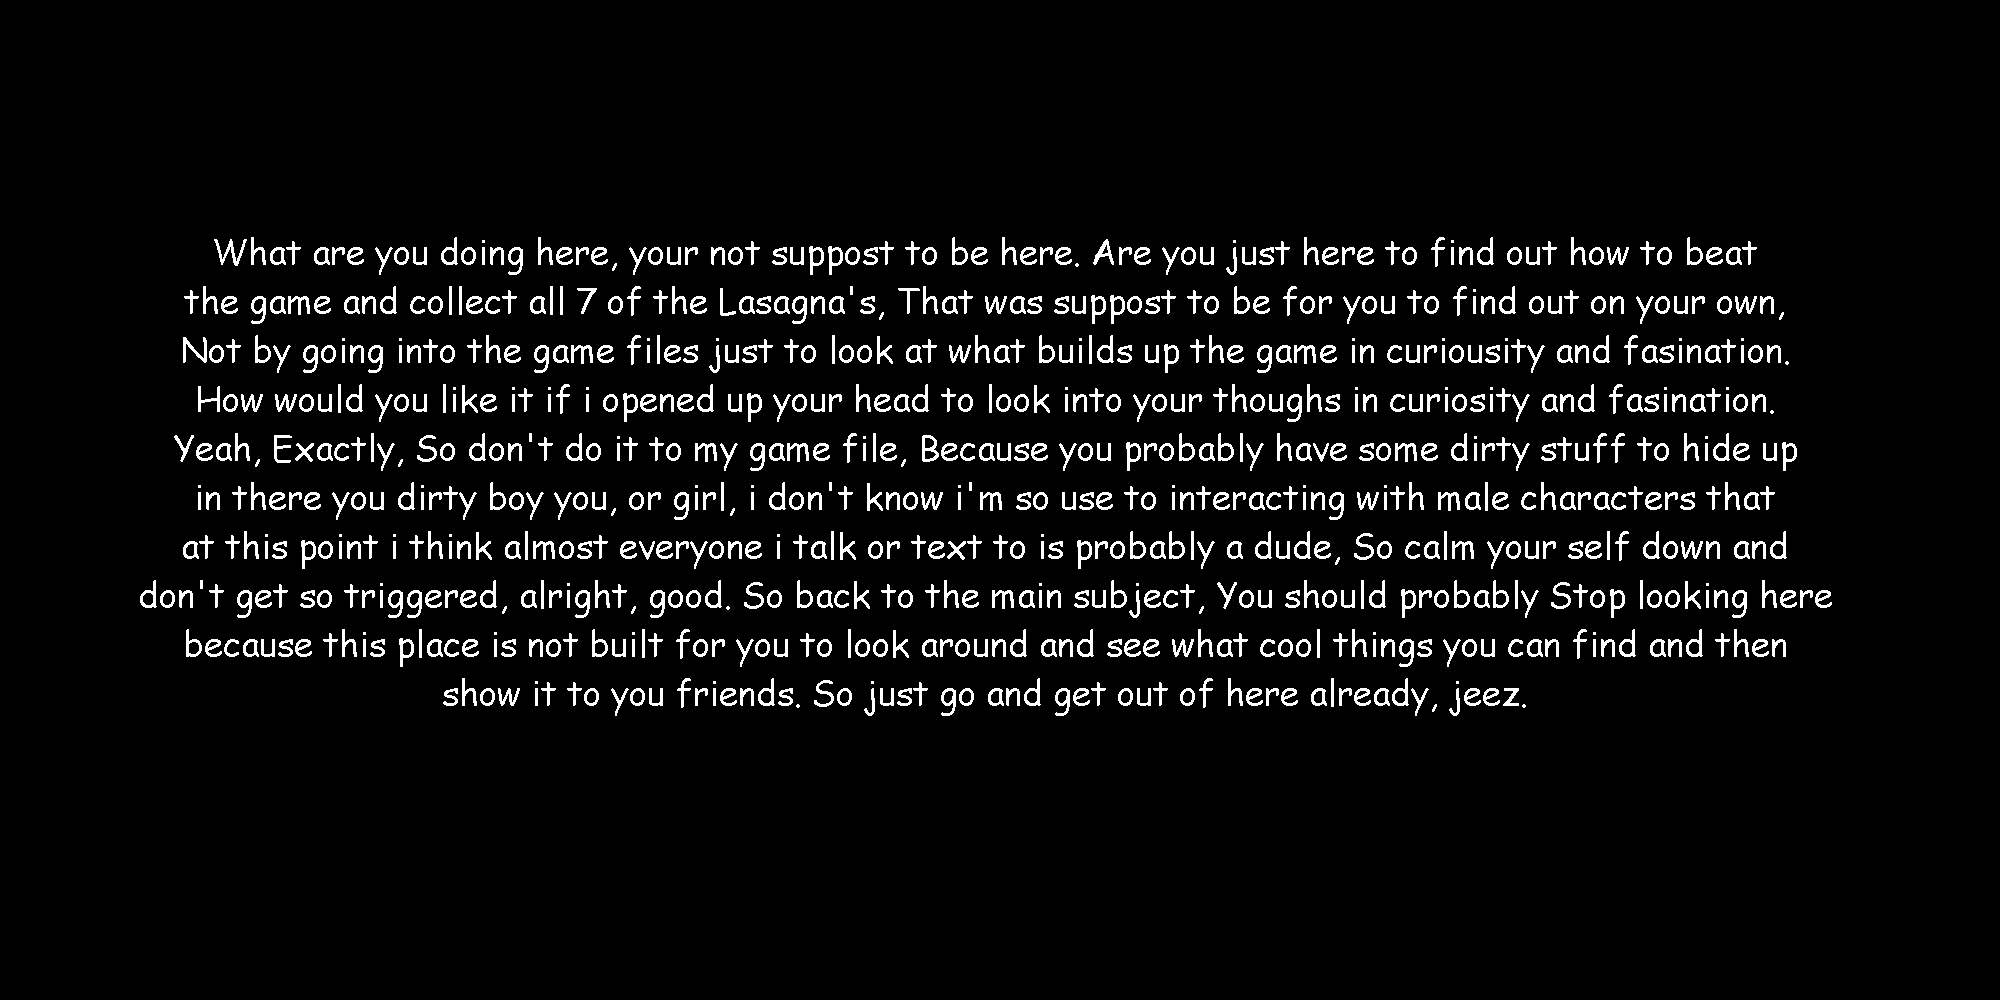 What are you doing here, your not suppost to be here. Are you just here to find out how to beat
the game and collect all 7 of the Lasagna's, That was suppost to be for you to find out on your own,
Not by going into the game files just to look at what builds up the game in curiousity and fasination.
How would you like it if i opened up your head to look into your thoughs in curiosity and fasination.
Yeah, Exactly, So don't do it to my game file, Because you probably have some dirty stuff to hide up
in there you dirty boy you, or girl, i don't know i'm so use to interacting with male characters that
at this point i think almost everyone i talk or text to is probably a dude, So calm your self down and
don't get so triggered, alright, good. So back to the main subject, You should probably Stop looking here
because this place is not built for you to look around and see what cool things you can find and then
show it to you friends. So just go and get out of here already, jeez.